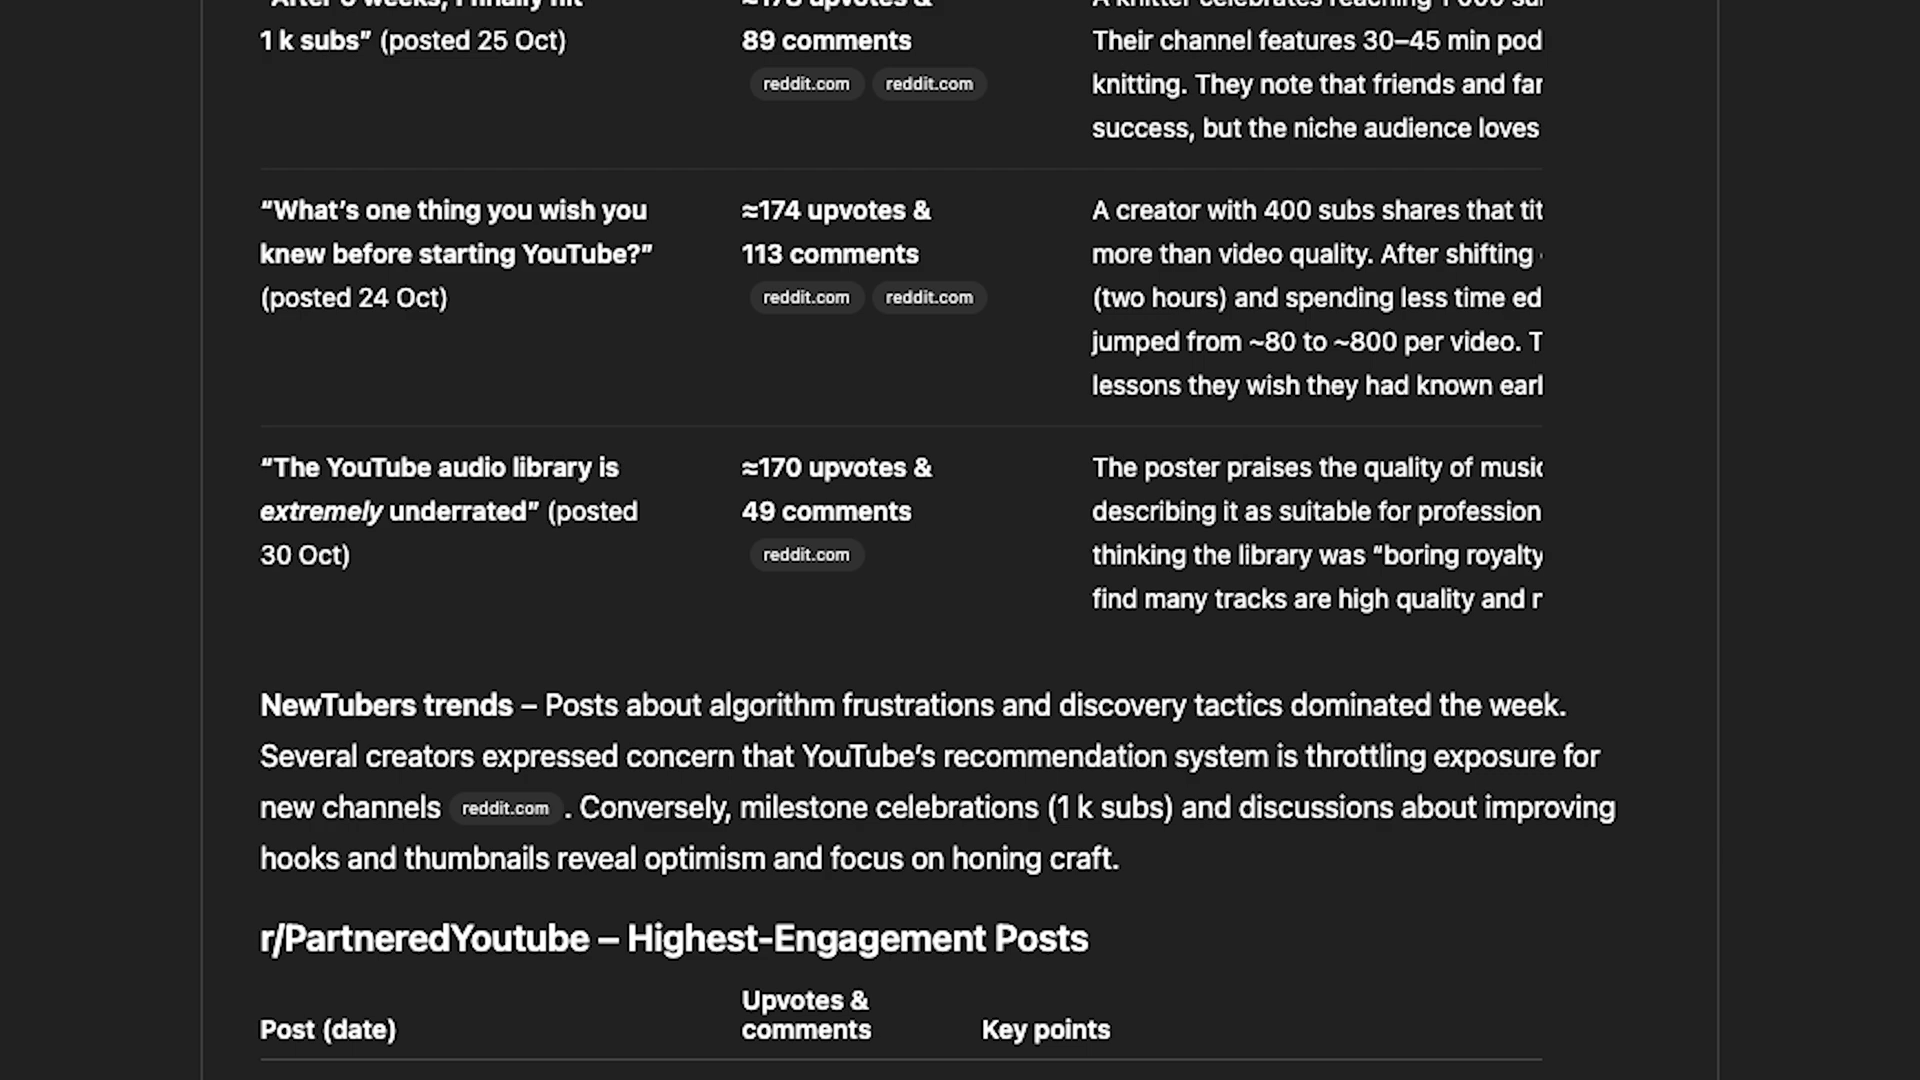 1 k subs” (posted 25 Oct)
89 comments
reddit.com reddit.com
Their channel features 30–45 min pod
knitting. They note that friends and
success, but the niche audience loves
“What’s one thing you wish you
knew before starting YouTube?”
(posted 24 Oct)
≈174 upvotes &
113 comments
reddit.com reddit.com
A creator with 400 subs shares that tit
more than video quality. After shifting
(two hours) and spending less time ed
jumped from ~80 to ~800 per video. T
lessons they wish they had known earl
“The YouTube audio library is
extremely underrated” (posted
30 Oct)
≈170 upvotes &
49 comments
reddit.com
The poster praises the quality of music
describing it as suitable for profession
thinking the library was “boring royalty
find many tracks are high quality and
NewTubers trends – Posts about algorithm frustrations and discovery tactics dominated the week.
Several creators expressed concern that YouTube’s recommendation system is throttling exposure for
new channels reddit.com . Conversely, milestone celebrations (1 k subs) and discussions about improving
hooks and thumbnails reveal optimism and focus on honing craft.
r/PartneredYoutube – Highest-Engagement Posts
Post (date)
Upvotes &
comments
Key points